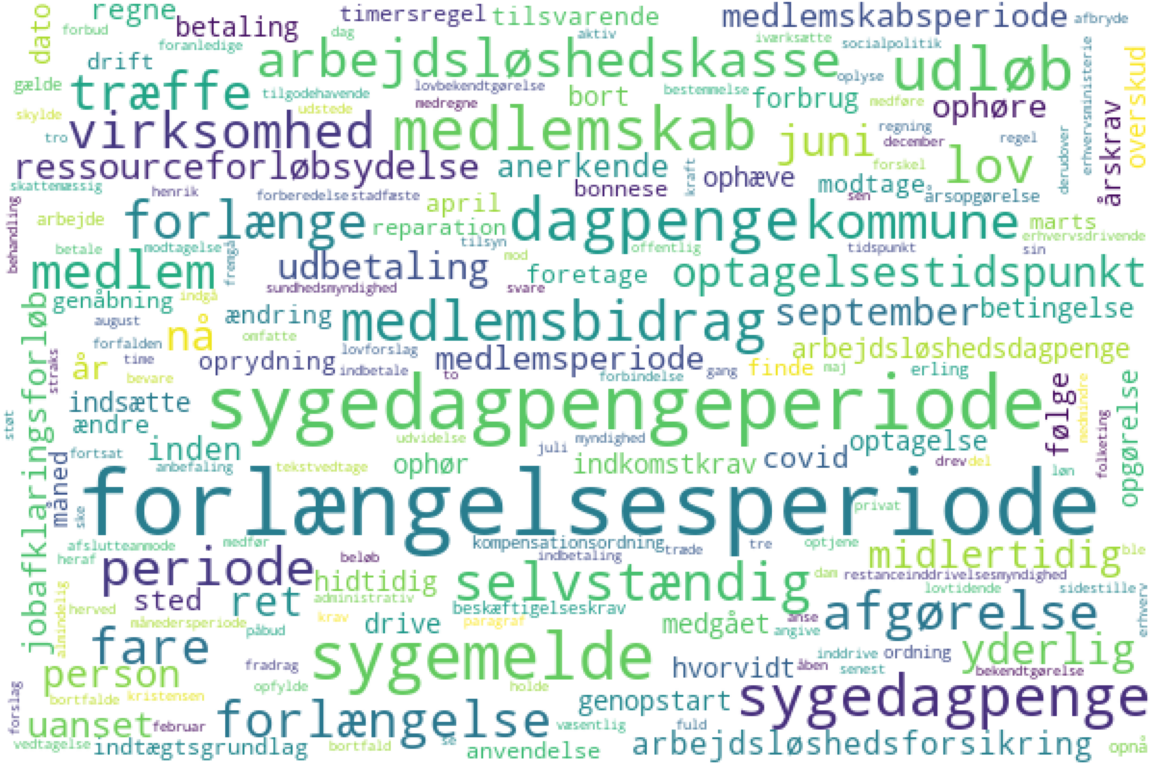 regne
betaling
timersregel
tilsvarende
medlemskabsperiode
afbryde
dato
forbud
foranledige
dag
aktiv
iværksætte
socialpolitik
drift
arbejdsløshedskasse
udløb
gælde
træffe
tilgodehavende
lovbekendtgørelse
medregne
bort
bestemmelse
oplyse
forbrug
medføre
ophøre
erhvervsministerie
overskud
skylde
udstede
tro
virksomhed
medlemskab
juni
regning
december
regel
derudover
årskrav
ressourceforløbsydelse
anerkende
forskel
lov
skattemæssig
henrik
forberedelse
stadfæste
bonnese
kraft
ophæve
modtage
sen
årsopgørelse
behandling
arbejde
forlænge
april
reparation
dagpenge
kommune
marts
erhvervsdrivende
betale
modtagelse
fremgå
tilsyn
mod
offentlig
tidspunkt
sin
medlem
udbetaling
sundhedsmyndighed
svare
foretage
optagelsestidspunkt
genåbning
indgå
ændring
medlemsbidrag
september
betingelse
august
forfalden
nå
omfatte
jobafklaringsforløb
straks
år
time
bevare
oprydning
lovforslag
indbetale
medlemsperiode
to
gang
forbindelse
finde
maj
arbejdsløshedsdagpenge
erling
indsætte
sygedagpengeperiode
følge
medmindre
folketing
opgørelse
støt
ændre
fortsat
inden
udvidelse
juli
myndighed
optagelse
måned
anbefaling
tekstvedtage
ophør
indkomstkrav
covid
drev
del
løn
ske
forlængelsesperiode
privat
afslutteanmode
medfør
kompensationsordning
træde
tre
optjene
heraf
periode
beløb
indbetaling
midlertidig
ble
hidtidig
selvstændig
dam
restanceinddrivelsesmyndighed
lovtidende
sidestille
erhverv
almindelig
herved
sted
ret
administrativ
beskæftigelseskrav
anse
afgørelse
månedersperiode
påbud
krav
drive
paragraf
medgået
angive
fare
sygemelde
hvorvidt
inddrive
ordning
yderlig
person
fradrag
åben
senest
bekendtgørelse
forslag
bortfalde
kristensen
opfylde
holde
genopstart
sygedagpenge
uanset
februar
forlængelse
væsentlig
fuld
vedtagelse
indtægtsgrundlag
bortfald
se
anvendelse
arbejdsløshedsforsikring
opnå